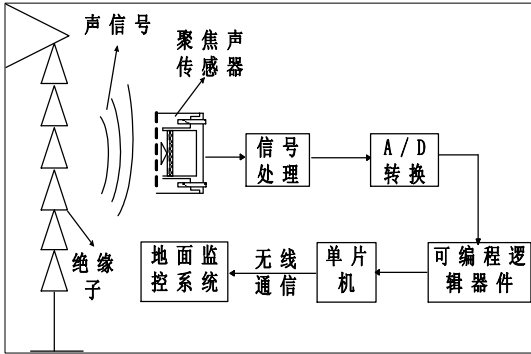 声信号
聚焦声
传感器
信号
处理
A/D
转换
绝缘
子
地面监
控系统
无线
通信
单片
机
可编程逻
辑器件